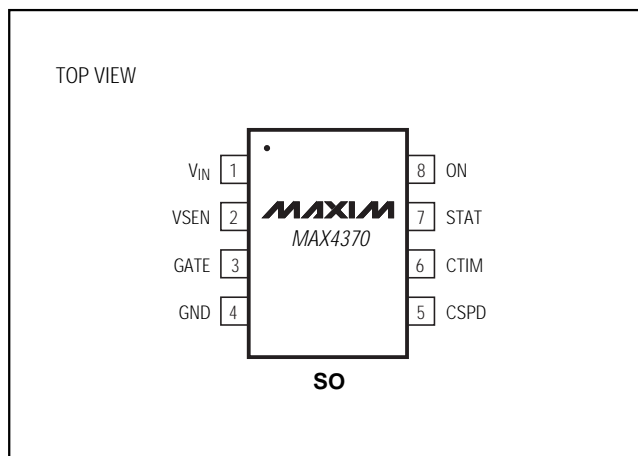 TOP VIEW
VIN 1
VSEN 2
GATE 3
GND 4
MAXIM
MAX4370
8 ON
7 STAT
6 CTIM
5 CSPD
SO